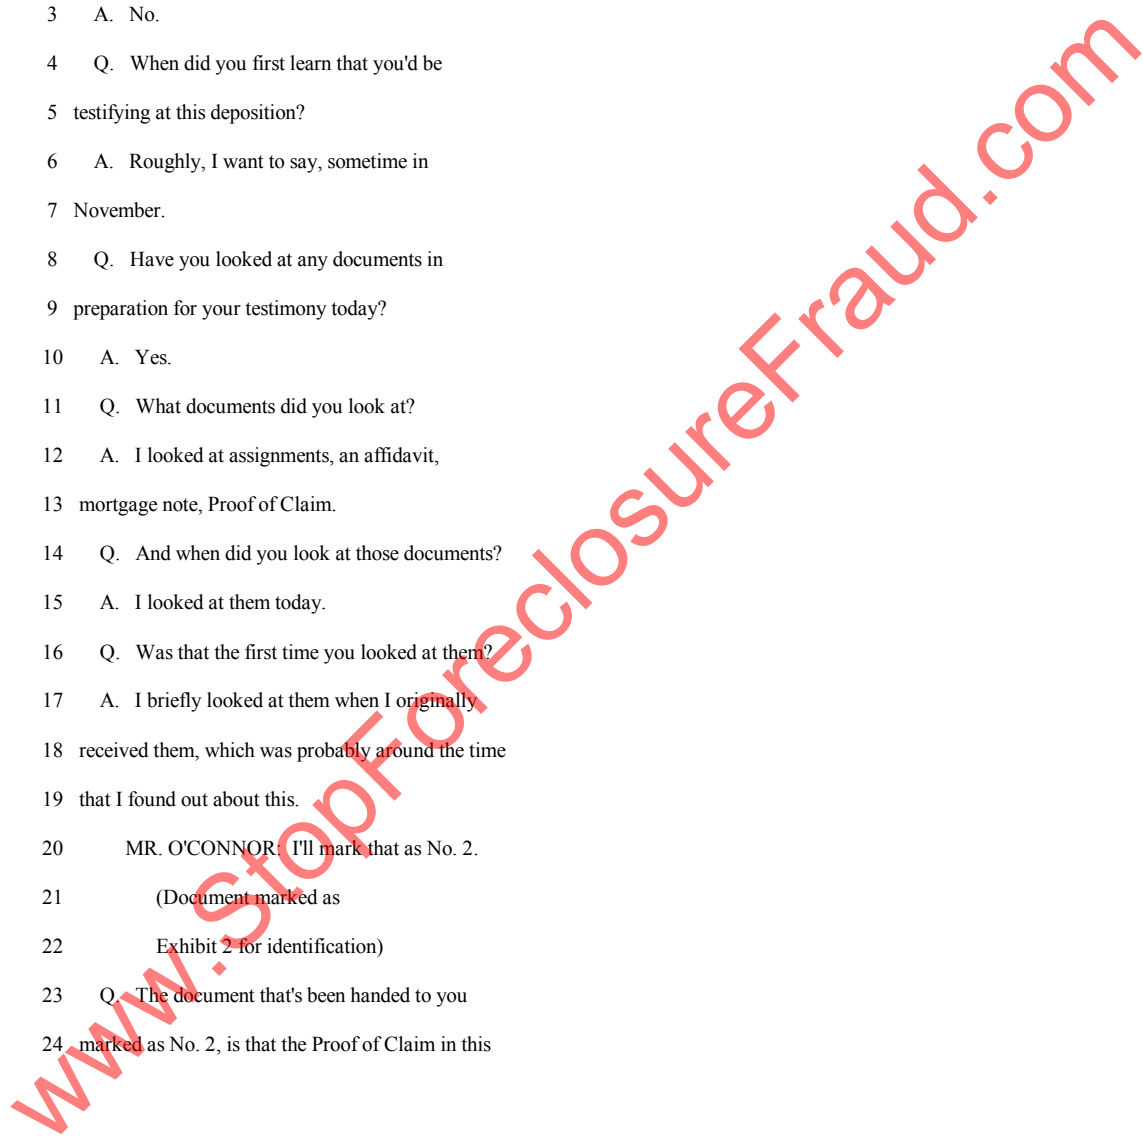 3 A. No.
4 Q. When did you first learn that you'd be
5 testifying at this deposition?
6 A. Roughly, I want to say, sometime in
7 November.
8 Q. Have you looked at any documents in
9 preparation for your testimony today?
10 A. Yes.
11 Q. What documents did you look at?
12 A. I looked at assignments, an affidavit,
13 mortgage note, Proof of Claim.
14 Q. And when did you look at those documents?
15 A. I looked at them today.
16 Q. Was that the first time you looked at them?
17 A. I briefly looked at them when I originally
18 received them, which was probably around the time
19 that I found out about this.
20 MR. O'CONNOR: I'll mark that as No. 2.
21 (Document marked as
22 Exhibit 2 for identification)
23 Q. The document that's been handed to you
24 marked as No. 2, is that the Proof of Claim in this
www.StopForeclosureFraud.com